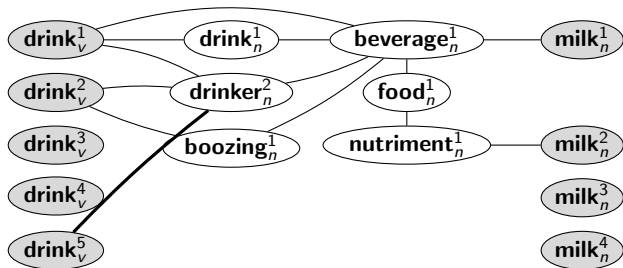 drink¹ᵥ drink¹ₙ beverage¹ₙ milk¹ₙ
drink²ᵥ drinker²ₙ food¹ₙ
drink³ᵥ boozing¹ₙ nutriment¹ₙ milk²ₙ
drink⁴ᵥ milk³ₙ
drink⁵ᵥ milk⁴ₙ